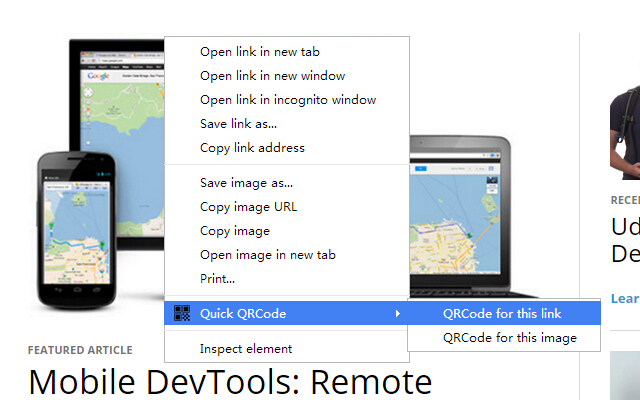 Open link in new tab
Open link in new window
Open link in incognito window
Save link as...
Copy link address
Save image as...
Copy image URL
Copy image
Open image in new tab
Print...
Quick QRCode
QRCode for this link
QRCode for this image
Inspect element
Google
FEATURED ARTICLE
Mobile DevTools: Remote
RECE
Ud
De
Lear